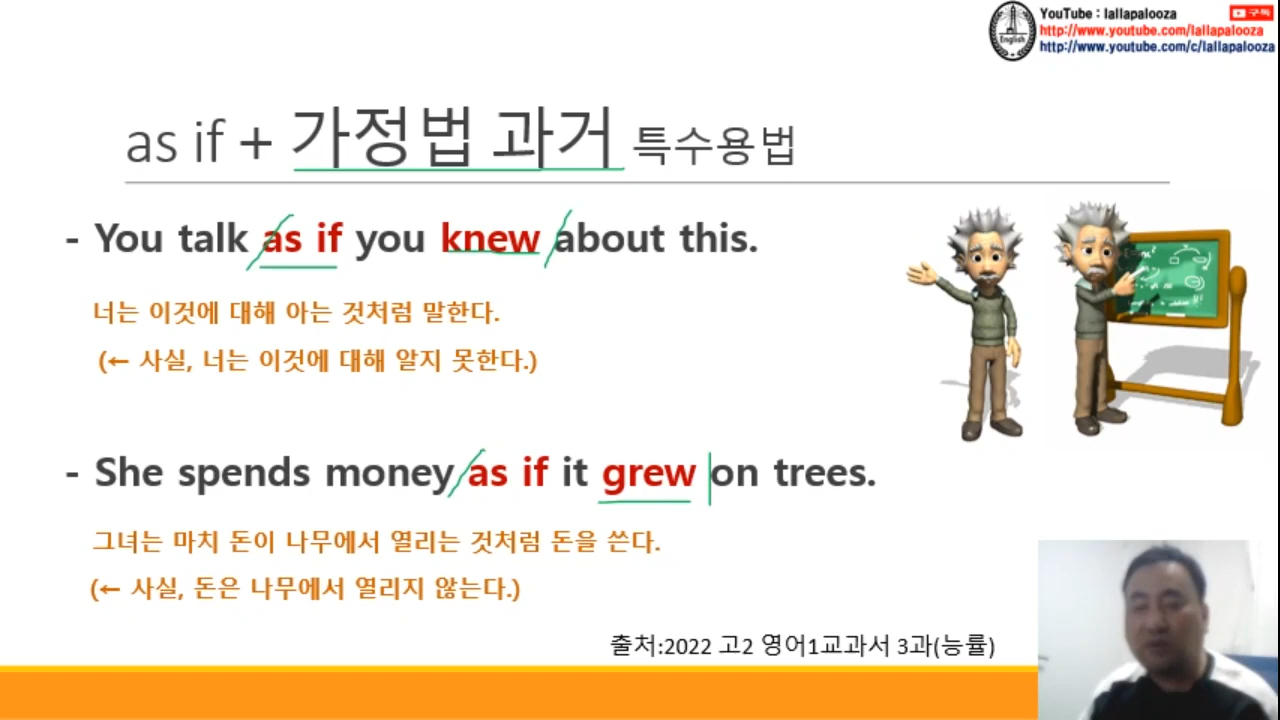 YouTube : lallapalooza
구독
http://www.youtube.com/lallapalooza
http://www.youtube.com/c/lallapalooza
English
as if + 가정법 과거 특수용법
- You talk as if you knew about this.
너는 이것에 대해 아는 것처럼 말한다.
(← 사실, 너는 이것에 대해 알지 못한다.)
- She spends money as if it grew on trees.
그녀는 마치 돈이 나무에서 열리는 것처럼 돈을 쓴다.
(← 사실, 돈은 나무에서 열리지 않는다.)
출처:2022 고2 영어1교과서 3과(능률)